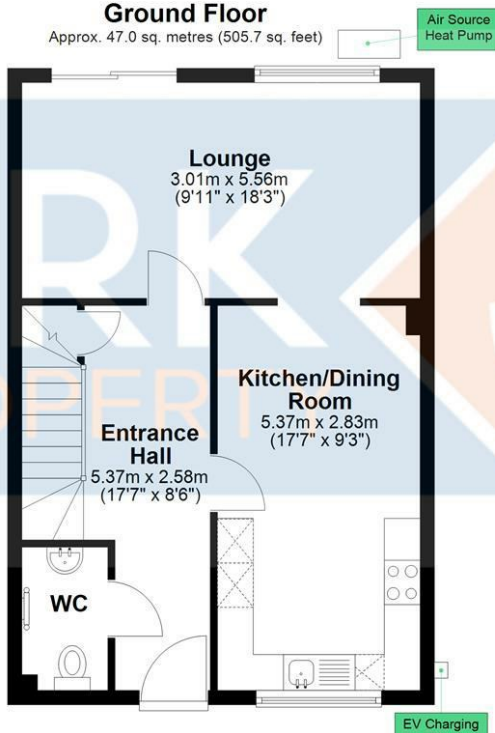 Ground Floor
Approx. 47.0 sq. metres (505.7 sq. feet)
Air Source
Heat Pump
Lounge
3.01m x 5.56m
(9'11" x 18'3")
RK
PROPERTY
Kitchen/Dining
Room
5.37m x 2.83m
(17'7" x 9'3")
Entrance
Hall
5.37m x 2.58m
(17'7" x 8'6")
WC
EV Charging